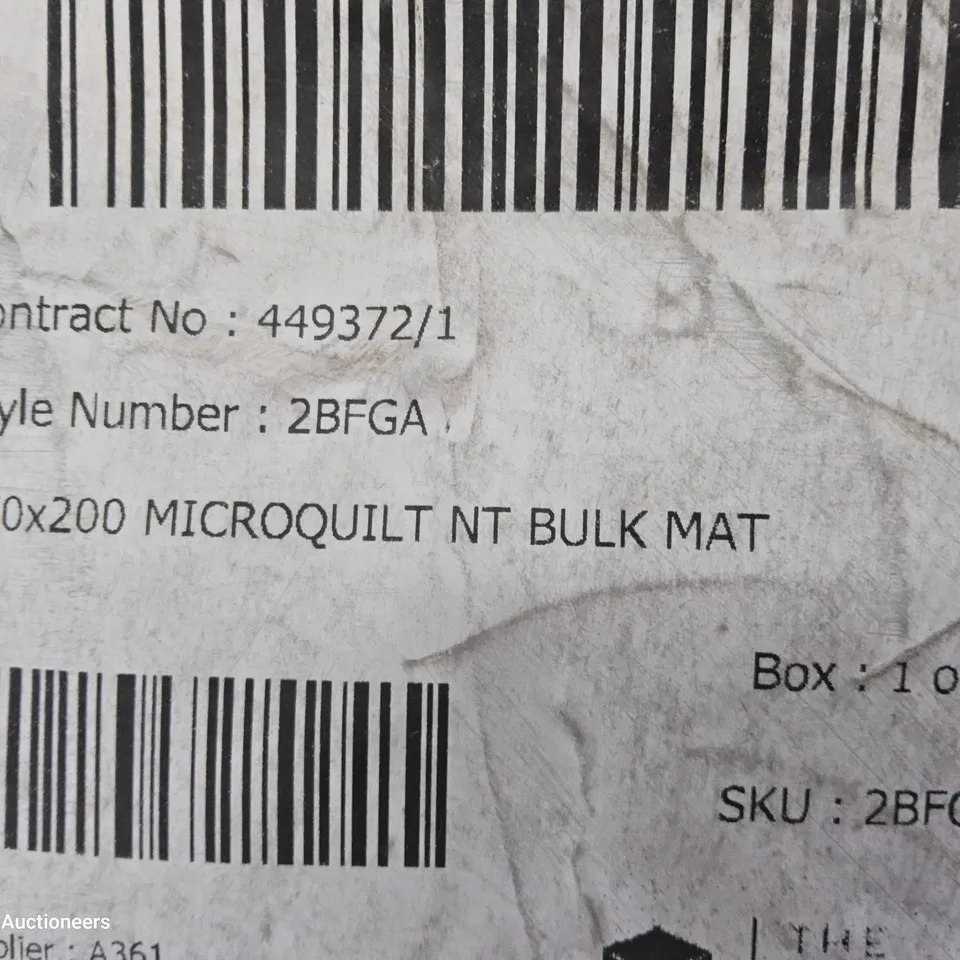 ontract No : 449372/1
yle Number : 2BFGA
0x200 MICROQUILT NT BULK MAT
Box : 1 o
SKU : 2BFG
Auctioneers
plier : A361
THE